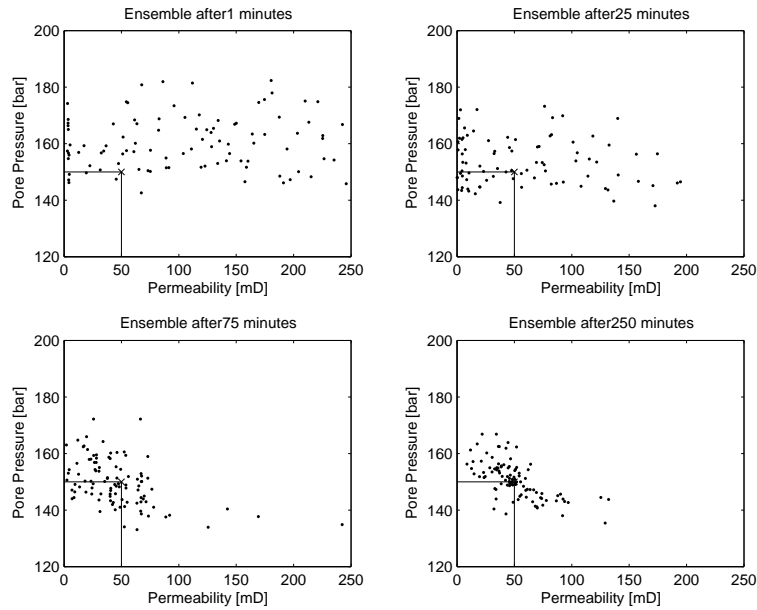 Ensemble after1 minutes
200
180
160
140
120
Pore Pressure [bar]
0 50 100 150 200 250
Permeability [mD]
Ensemble after25 minutes
200
180
160
140
120
Pore Pressure [bar]
0 50 100 150 200 250
Permeability [mD]
Ensemble after75 minutes
200
180
160
140
120
Pore Pressure [bar]
0 50 100 150 200 250
Permeability [mD]
Ensemble after250 minutes
200
180
160
140
120
Pore Pressure [bar]
0 50 100 150 200 250
Permeability [mD]